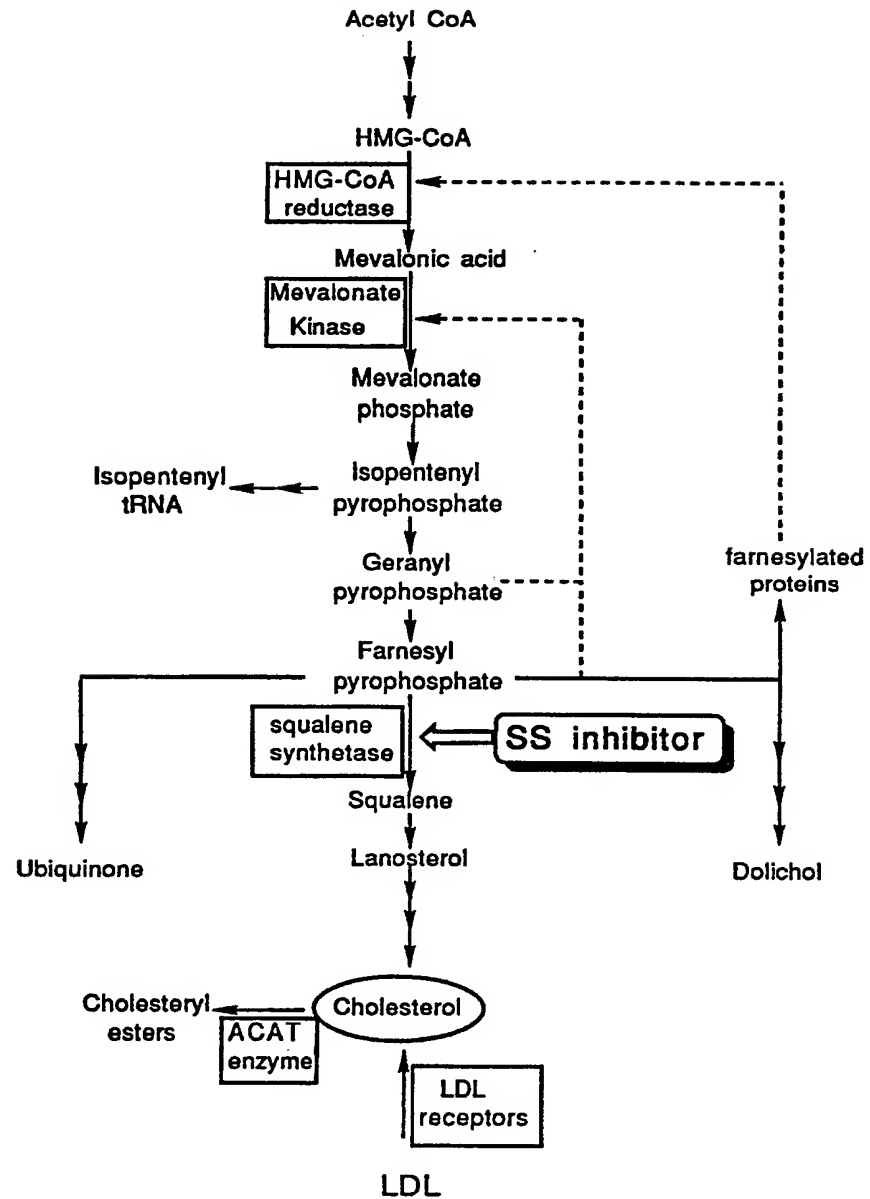 Acetyl CoA
HMG-CoA
HMG-CoA
reductase
Mevalonic acid
Mevalonate
Kinase
Mevalonate
phosphate
Isopentenyl
tRNA
Isopentenyl
pyrophosphate
Geranyl
pyrophosphate
farnesylated
proteins
Farnesyl
pyrophosphate
squalene
synthetase
SS inhibitor
Squalene
Lanosterol
Ubiquinone
Dolichol
Cholesteryl
esters
ACAT
enzyme
Cholesterol
LDL
receptors
LDL